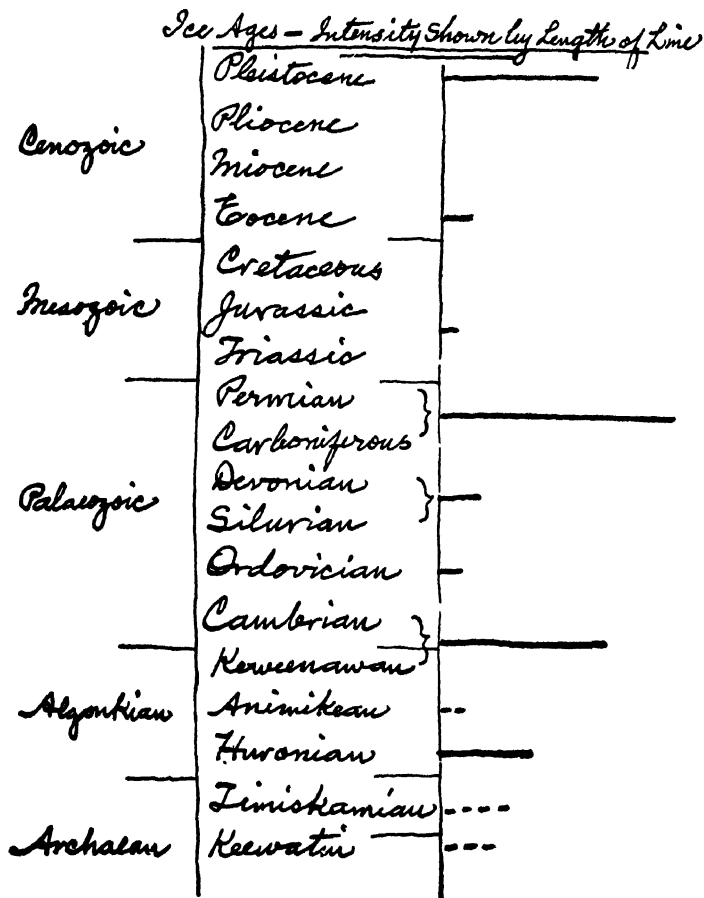 Ice Ages – Intensity Shown by Length of Line
Cenozoic
Pleistocene
Pliocene
Miocene
Eocene
Mesozoic
Cretaceous
Jurassic
Triassic
Palaeozoic
Permian
Carboniferous
Devonian
Silurian
Ordovician
Cambrian
Algonkian
Keweenawan
Animikean
Huronian
Archaean
Timiskamian
Keewatin